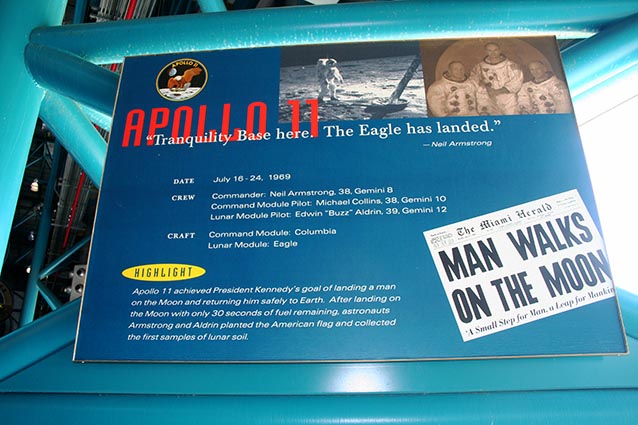 APOLLO 11
APOLLO 11
"Tranquility Base here. The Eagle has landed."
— Neil Armstrong
DATE July 16-24, 1969
CREW Commander: Neil Armstrong, 38, Gemini 8
Command Module Pilot: Michael Collins, 38, Gemini 10
Lunar Module Pilot: Edwin "Buzz" Aldrin, 39, Gemini 12
CRAFT Command Module: Columbia
Lunar Module: Eagle
HIGHLIGHT
Apollo 11 achieved President Kennedy's goal of landing a man
on the Moon and returning him safely to Earth. After landing on
the Moon with only 30 seconds of fuel remaining, astronauts
Armstrong and Aldrin planted the American flag and collected
the first samples of lunar soil.
The Miami Herald
MAN WALKS
ON THE MOON
'A Small Step for Man, a Leap for Mankin